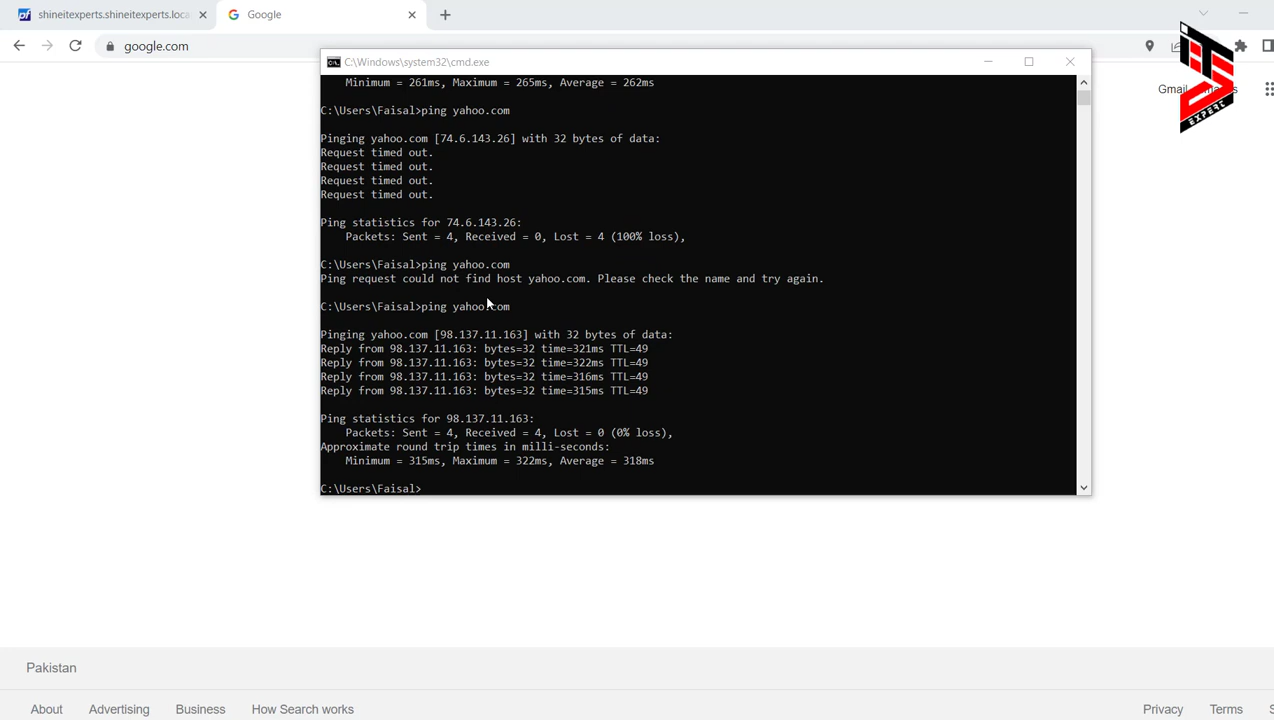 shineitexperts.shineitexperts.loca
Google
google.com
C:\Windows\system32\cmd.exe
Gmail
Minimum = 261ms, Maximum = 265ms, Average = 262ms
C:\Users\Faisal>ping yahoo.com
Pinging yahoo.com [74.6.143.26] with 32 bytes of data:
Request timed out.
Request timed out.
Request timed out.
Request timed out.
Ping statistics for 74.6.143.26:
Packets: Sent = 4, Received = 0, Lost = 4 (100% loss),
C:\Users\Faisal>ping yahoo.com
Ping request could not find host yahoo.com. Please check the name and try again.
C:\Users\Faisal>ping yahoo.com
Pinging yahoo.com [98.137.11.163] with 32 bytes of data:
Reply from 98.137.11.163: bytes=32 time=321ms TTL=49
Reply from 98.137.11.163: bytes=32 time=322ms TTL=49
Reply from 98.137.11.163: bytes=32 time=316ms TTL=49
Reply from 98.137.11.163: bytes=32 time=315ms TTL=49
Ping statistics for 98.137.11.163:
Packets: Sent = 4, Received = 4, Lost = 0 (0% loss),
Approximate round trip times in milli-seconds:
Minimum = 315ms, Maximum = 322ms, Average = 318ms
C:\Users\Faisal>
EXPERT
Pakistan
About Advertising Business How Search works
Privacy Terms